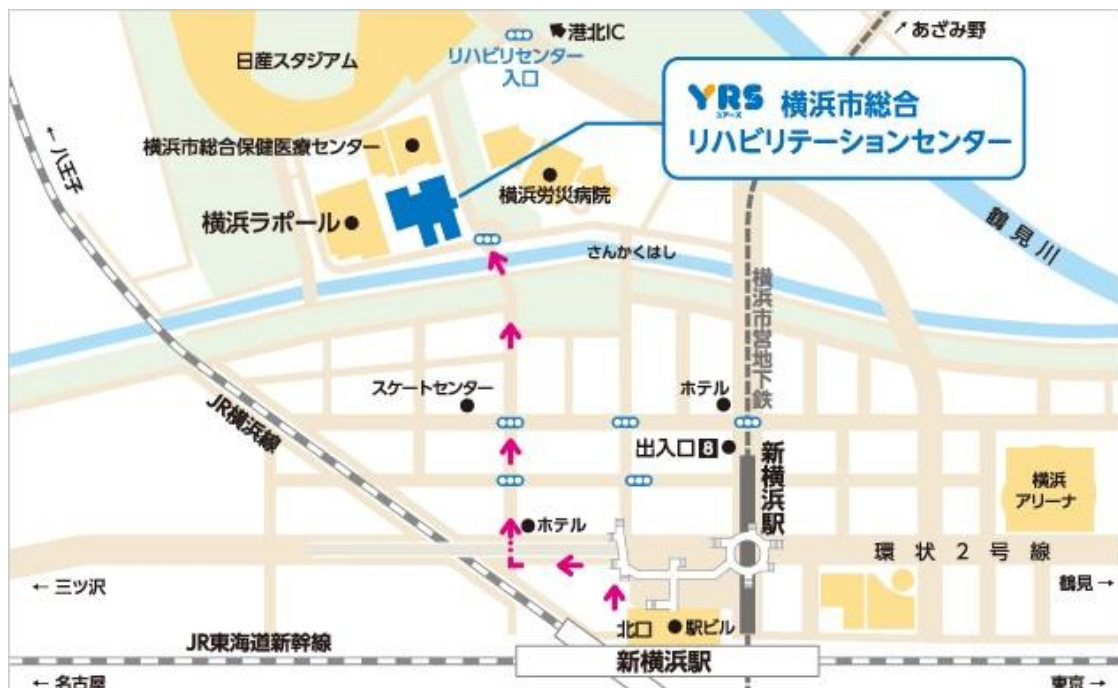 港北IC
↗あざみ野
日産スタジアム
リハビリセンター
入口
YRS
ユアーズ
横浜市総合
リハビリテーションセンター
←八王子
横浜市総合保健医療センター
横浜労災病院
横浜ラポール
鶴見川
さんかくはし
横浜市営地下鉄
スケートセンター
ホテル
JR横浜線
出入口8
新横浜駅
横浜
アリーナ
ホテル
環状2号線
←三ツ沢
鶴見→
北口
駅ビル
JR東海道新幹線
新横浜駅
←名古屋
東京→